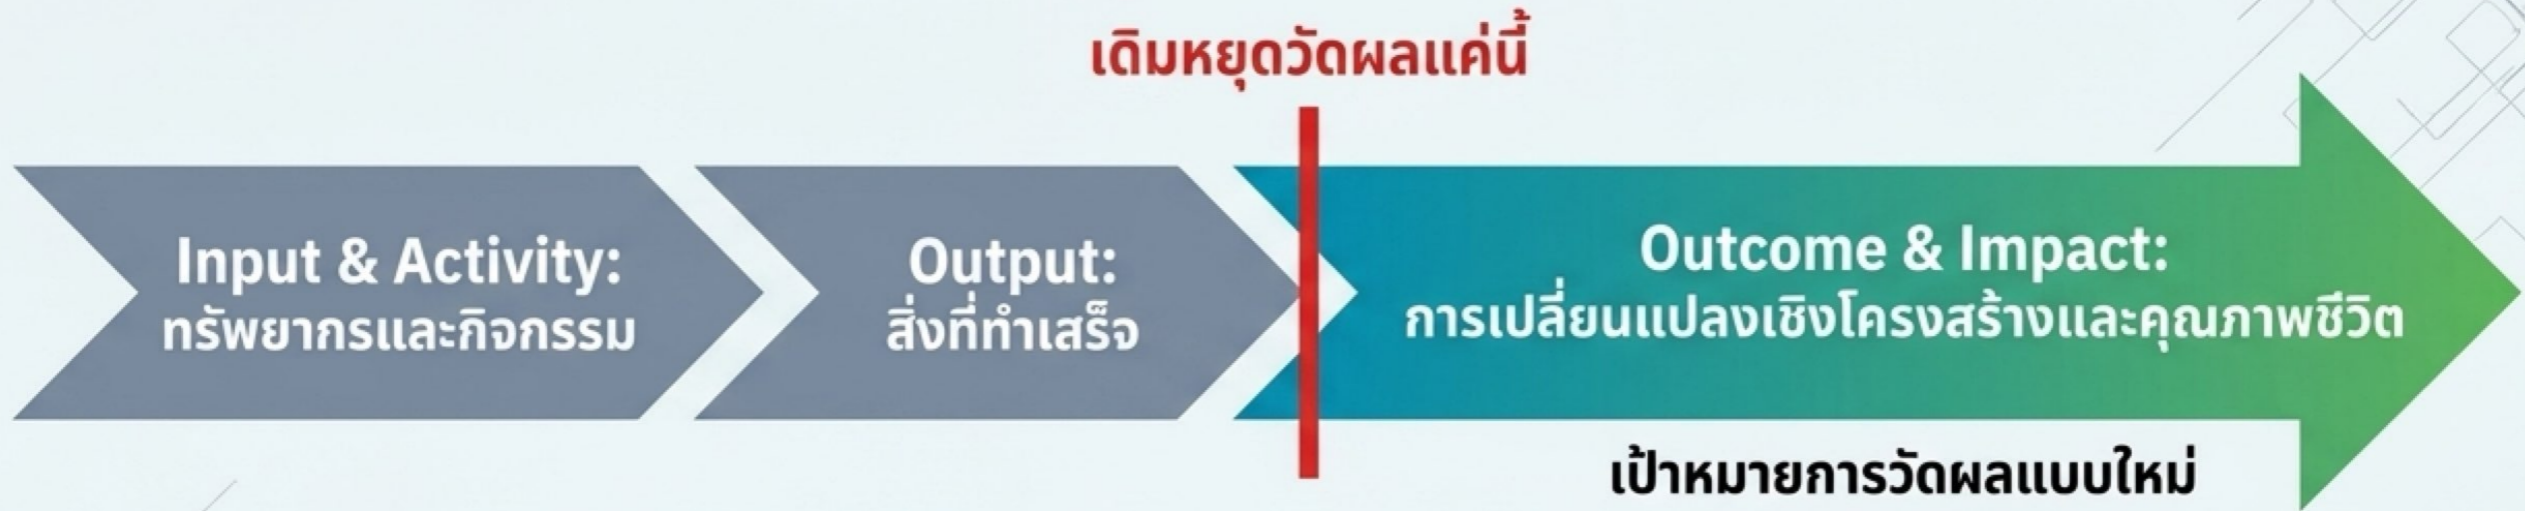 เดิมหยุดวัดผลแค่นี้
Input & Activity:
ทรัพยากรและกิจกรรม
Output:
สิ่งที่ทำเสร็จ
Outcome & Impact:
การเปลี่ยนแปลงเชิงโครงสร้างและคุณภาพชีวิต
เป้าหมายการวัดผลแบบใหม่